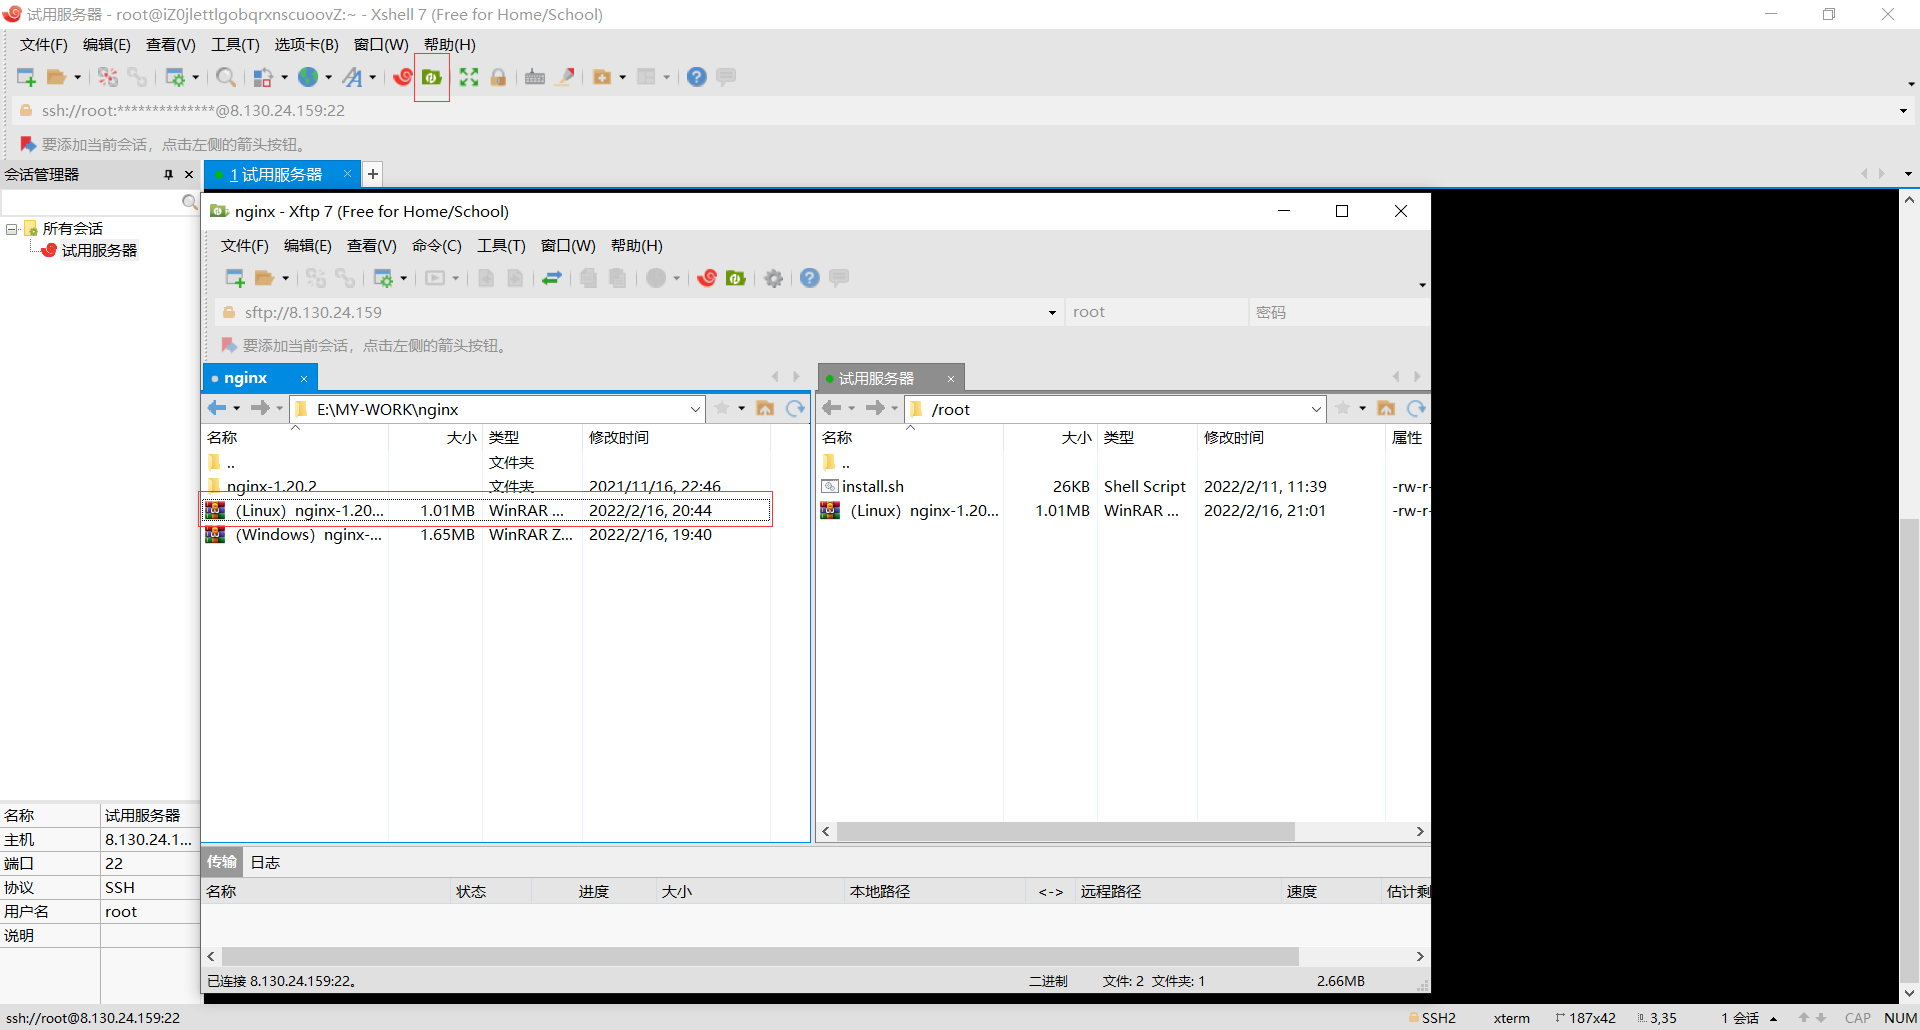 试用服务器 - root@iZ0jlettlgobqrxnscuoovZ:~ - Xshell 7 (Free for Home/School)
文件(F) 编辑(E) 查看(V) 工具(T) 选项卡(B) 窗口(W) 帮助(H)
ssh://root:**************@8.130.24.159:22
要添加当前会话，点击左侧的箭头按钮。
会话管理器
1 试用服务器
所有会话
试用服务器
nginx - Xftp 7 (Free for Home/School)
文件(F) 编辑(E) 查看(V) 命令(C) 工具(T) 窗口(W) 帮助(H)
sftp://8.130.24.159 root 密码
要添加当前会话，点击左侧的箭头按钮。
nginx
E:\MY-WORK\nginx
名称 大小 类型 修改时间
.. 文件夹
nginx-1.20.2 文件夹 2021/11/16, 22:46
（Linux）nginx-1.20... 1.01MB WinRAR ... 2022/2/16, 20:44
（Windows）nginx-... 1.65MB WinRAR Z... 2022/2/16, 19:40
试用服务器
/root
名称 大小 类型 修改时间 属性
..
install.sh 26KB Shell Script 2022/2/11, 11:39 -rw-r-
（Linux）nginx-1.20... 1.01MB WinRAR ... 2022/2/16, 21:01 -rw-r-
传输 日志
名称 状态 进度 大小 本地路径 <-> 远程路径 速度 估计剩
已连接 8.130.24.159:22。 二进制 文件: 2 文件夹: 1 2.66MB
名称 试用服务器
主机 8.130.24.1...
端口 22
协议 SSH
用户名 root
说明
ssh://root@8.130.24.159:22 SSH2 xterm 187x42 3,35 1 会话 CAP NUM